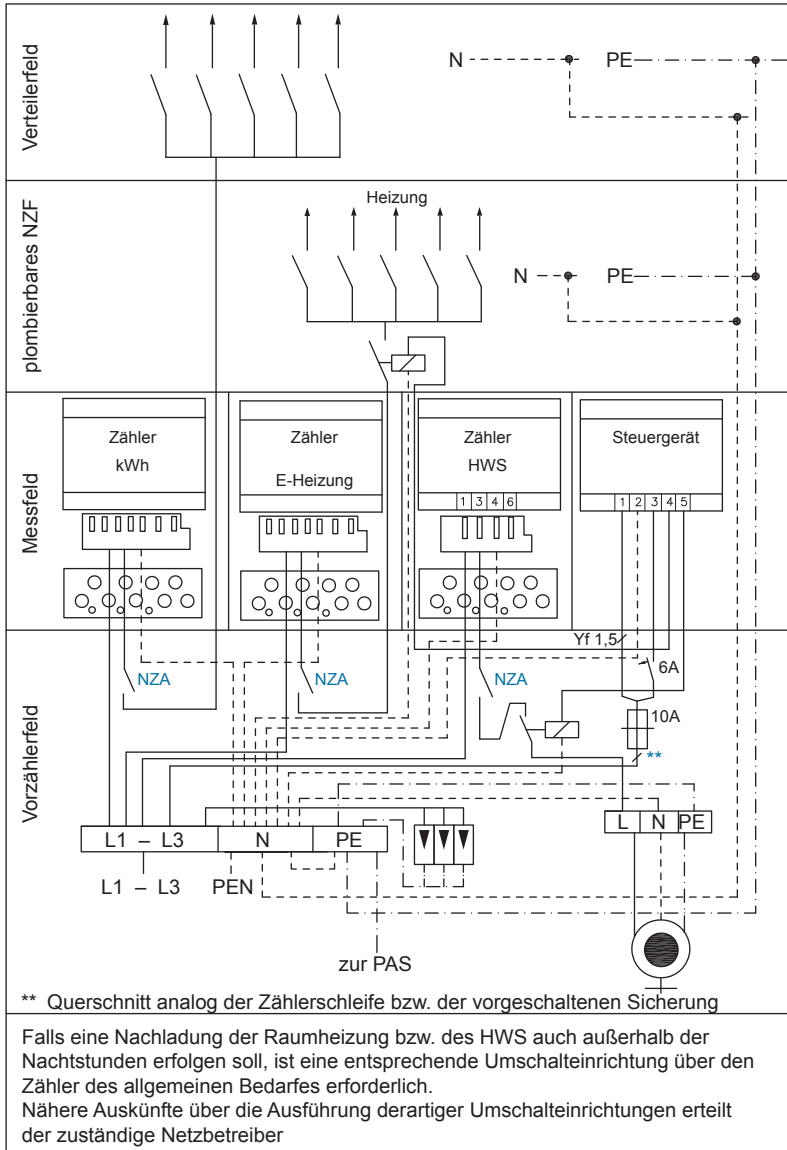 Verteilerfeld
N
PE
plombierbares NZF
Heizung
N
PE
Messfeld
Zähler
kWh
Zähler
E-Heizung
Zähler
HWS
1 3 4 6
Steuergerät
1 2 3 4 5
Vorzählerfeld
Yf 1,5
6A
NZA
NZA
NZA
10A
**
L1 – L3
N
PE
L N PE
L1 – L3
PEN
zur PAS
** Querschnitt analog der Zählerschleife bzw. der vorgeschaltenen Sicherung
Falls eine Nachladung der Raumheizung bzw. des HWS auch außerhalb der
Nachtstunden erfolgen soll, ist eine entsprechende Umschalteinrichtung über den
Zähler des allgemeinen Bedarfes erforderlich.
Nähere Auskünfte über die Ausführung derartiger Umschalteinrichtungen erteilt
der zuständige Netzbetreiber